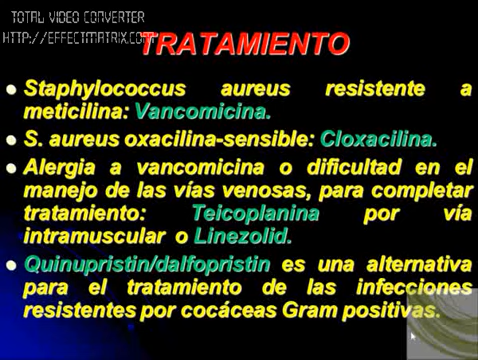 TOTAL VIDEO CONVERTER
HTTP://EFFECTMATRIX.COM
TRATAMIENTO
Staphylococcus aureus resistente a
meticilina: Vancomicina.
S. aureus oxacilina-sensible: Cloxacilina.
Alergia a vancomicina o dificultad en el
manejo de las vías venosas, para completar
tratamiento: Teicoplanina por vía
intramuscular o Linezolid.
Quinupristin/dalfopristin es una alternativa
para el tratamiento de las infecciones
resistentes por cocáceas Gram positivas.